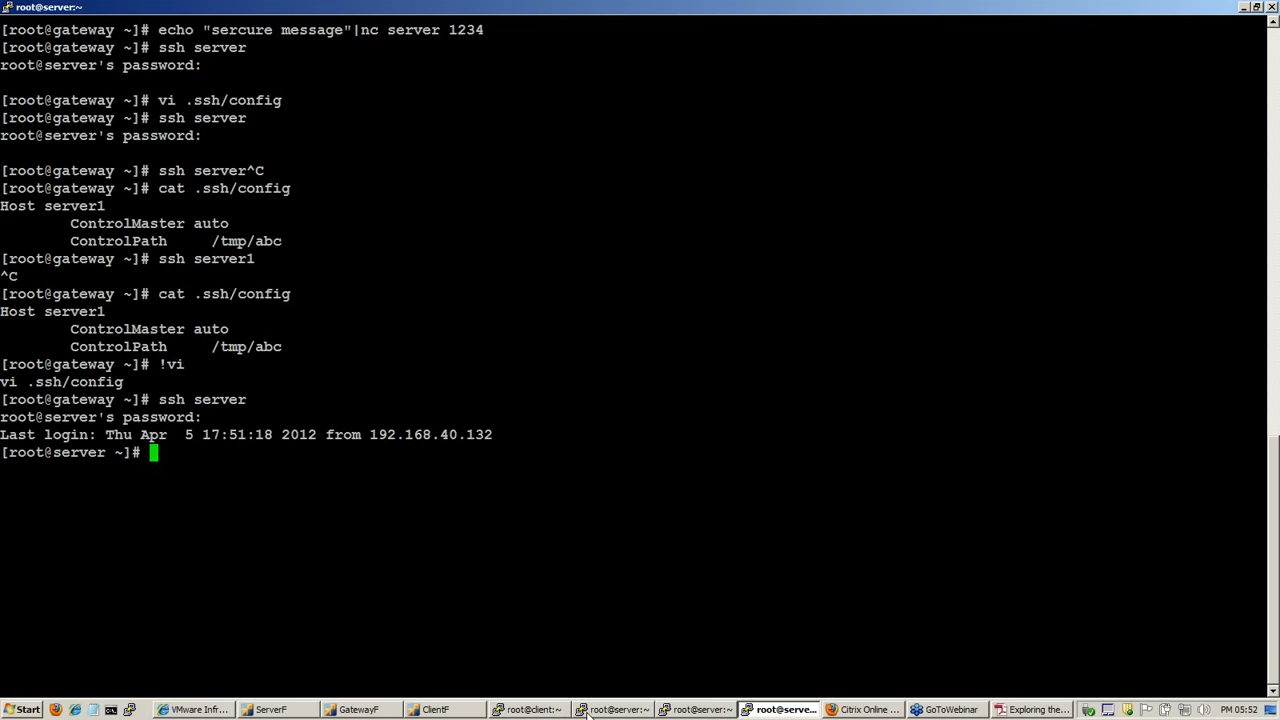 root@server:~
[root@gateway ~]# echo "sercure message"|nc server 1234
[root@gateway ~]# ssh server
root@server's password:
[root@gateway ~]# vi .ssh/config
[root@gateway ~]# ssh server
root@server's password:
[root@gateway ~]# ssh server^C
[root@gateway ~]# cat .ssh/config
Host server1
ControlMaster auto
ControlPath /tmp/abc
[root@gateway ~]# ssh server1
^C
[root@gateway ~]# cat .ssh/config
Host server1
ControlMaster auto
ControlPath /tmp/abc
[root@gateway ~]# !vi
vi .ssh/config
[root@gateway ~]# ssh server
root@server's password:
Last login: Thu Apr 5 17:51:18 2012 from 192.168.40.132
[root@server ~]#
Start VMware Infr... ServerF GatewayF ClientF root@client:~ root@server:~ root@server:~ root@serve... Citrix Online ... GoToWebinar Exploring the... PM 05:52